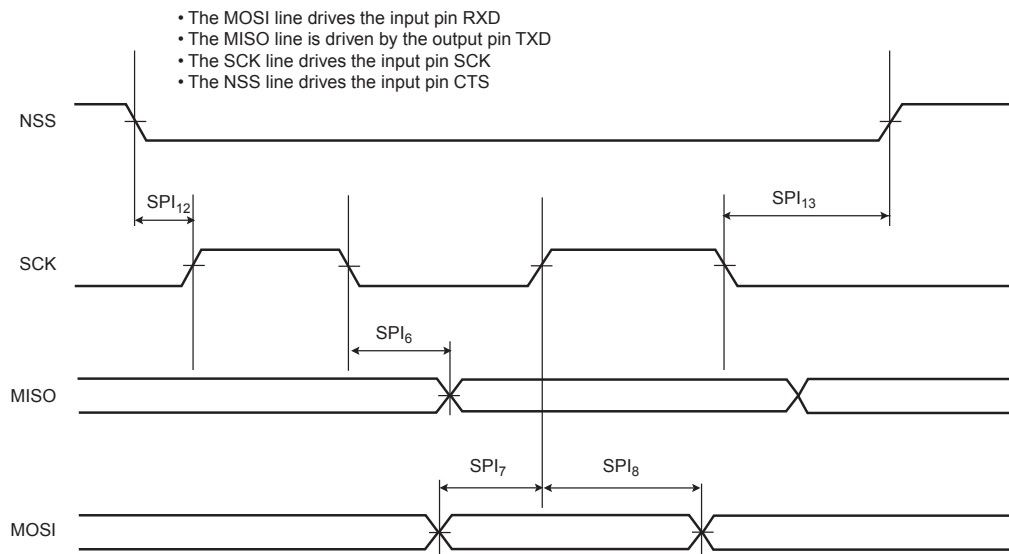 • The MOSI line drives the input pin RXD
• The MISO line is driven by the output pin TXD
• The SCK line drives the input pin SCK
• The NSS line drives the input pin CTS
NSS
SPI12
SPI13
SCK
SPI6
MISO
SPI7
SPI8
MOSI